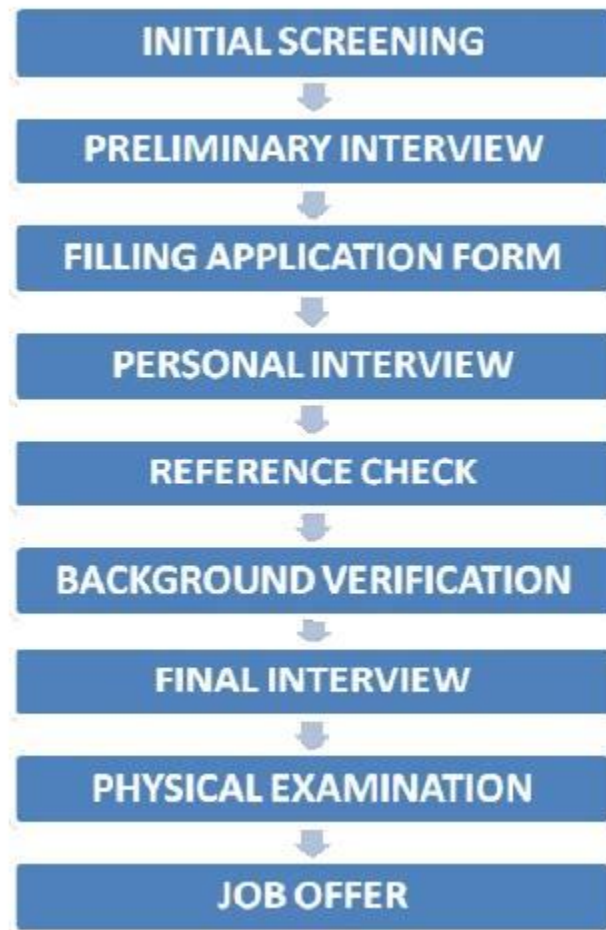 INITIAL SCREENING
PRELIMINARY INTERVIEW
FILLING APPLICATION FORM
PERSONAL INTERVIEW
REFERENCE CHECK
BACKGROUND VERIFICATION
FINAL INTERVIEW
PHYSICAL EXAMINATION
JOB OFFER